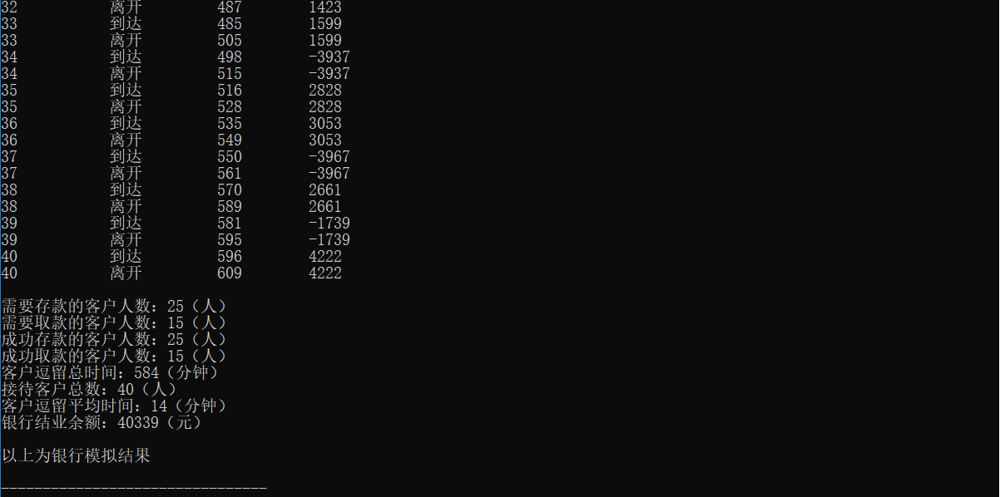 32 离开 487 1423
33 到达 485 1599
33 离开 505 1599
34 到达 498 -3937
34 离开 515 -3937
35 到达 516 2828
35 离开 528 2828
36 到达 535 3053
36 离开 549 3053
37 到达 550 -3967
37 离开 561 -3967
38 到达 570 2661
38 离开 589 2661
39 到达 581 -1739
39 离开 595 -1739
40 到达 596 4222
40 离开 609 4222
需要存款的客户人数：25（人）
需要取款的客户人数：15（人）
成功存款的客户人数：25（人）
成功取款的客户人数：15（人）
客户逗留总时间：584（分钟）
接待客户总数：40（人）
客户逗留平均时间：14（分钟）
银行结业余额：40339（元）
以上为银行模拟结果
--------------------------------